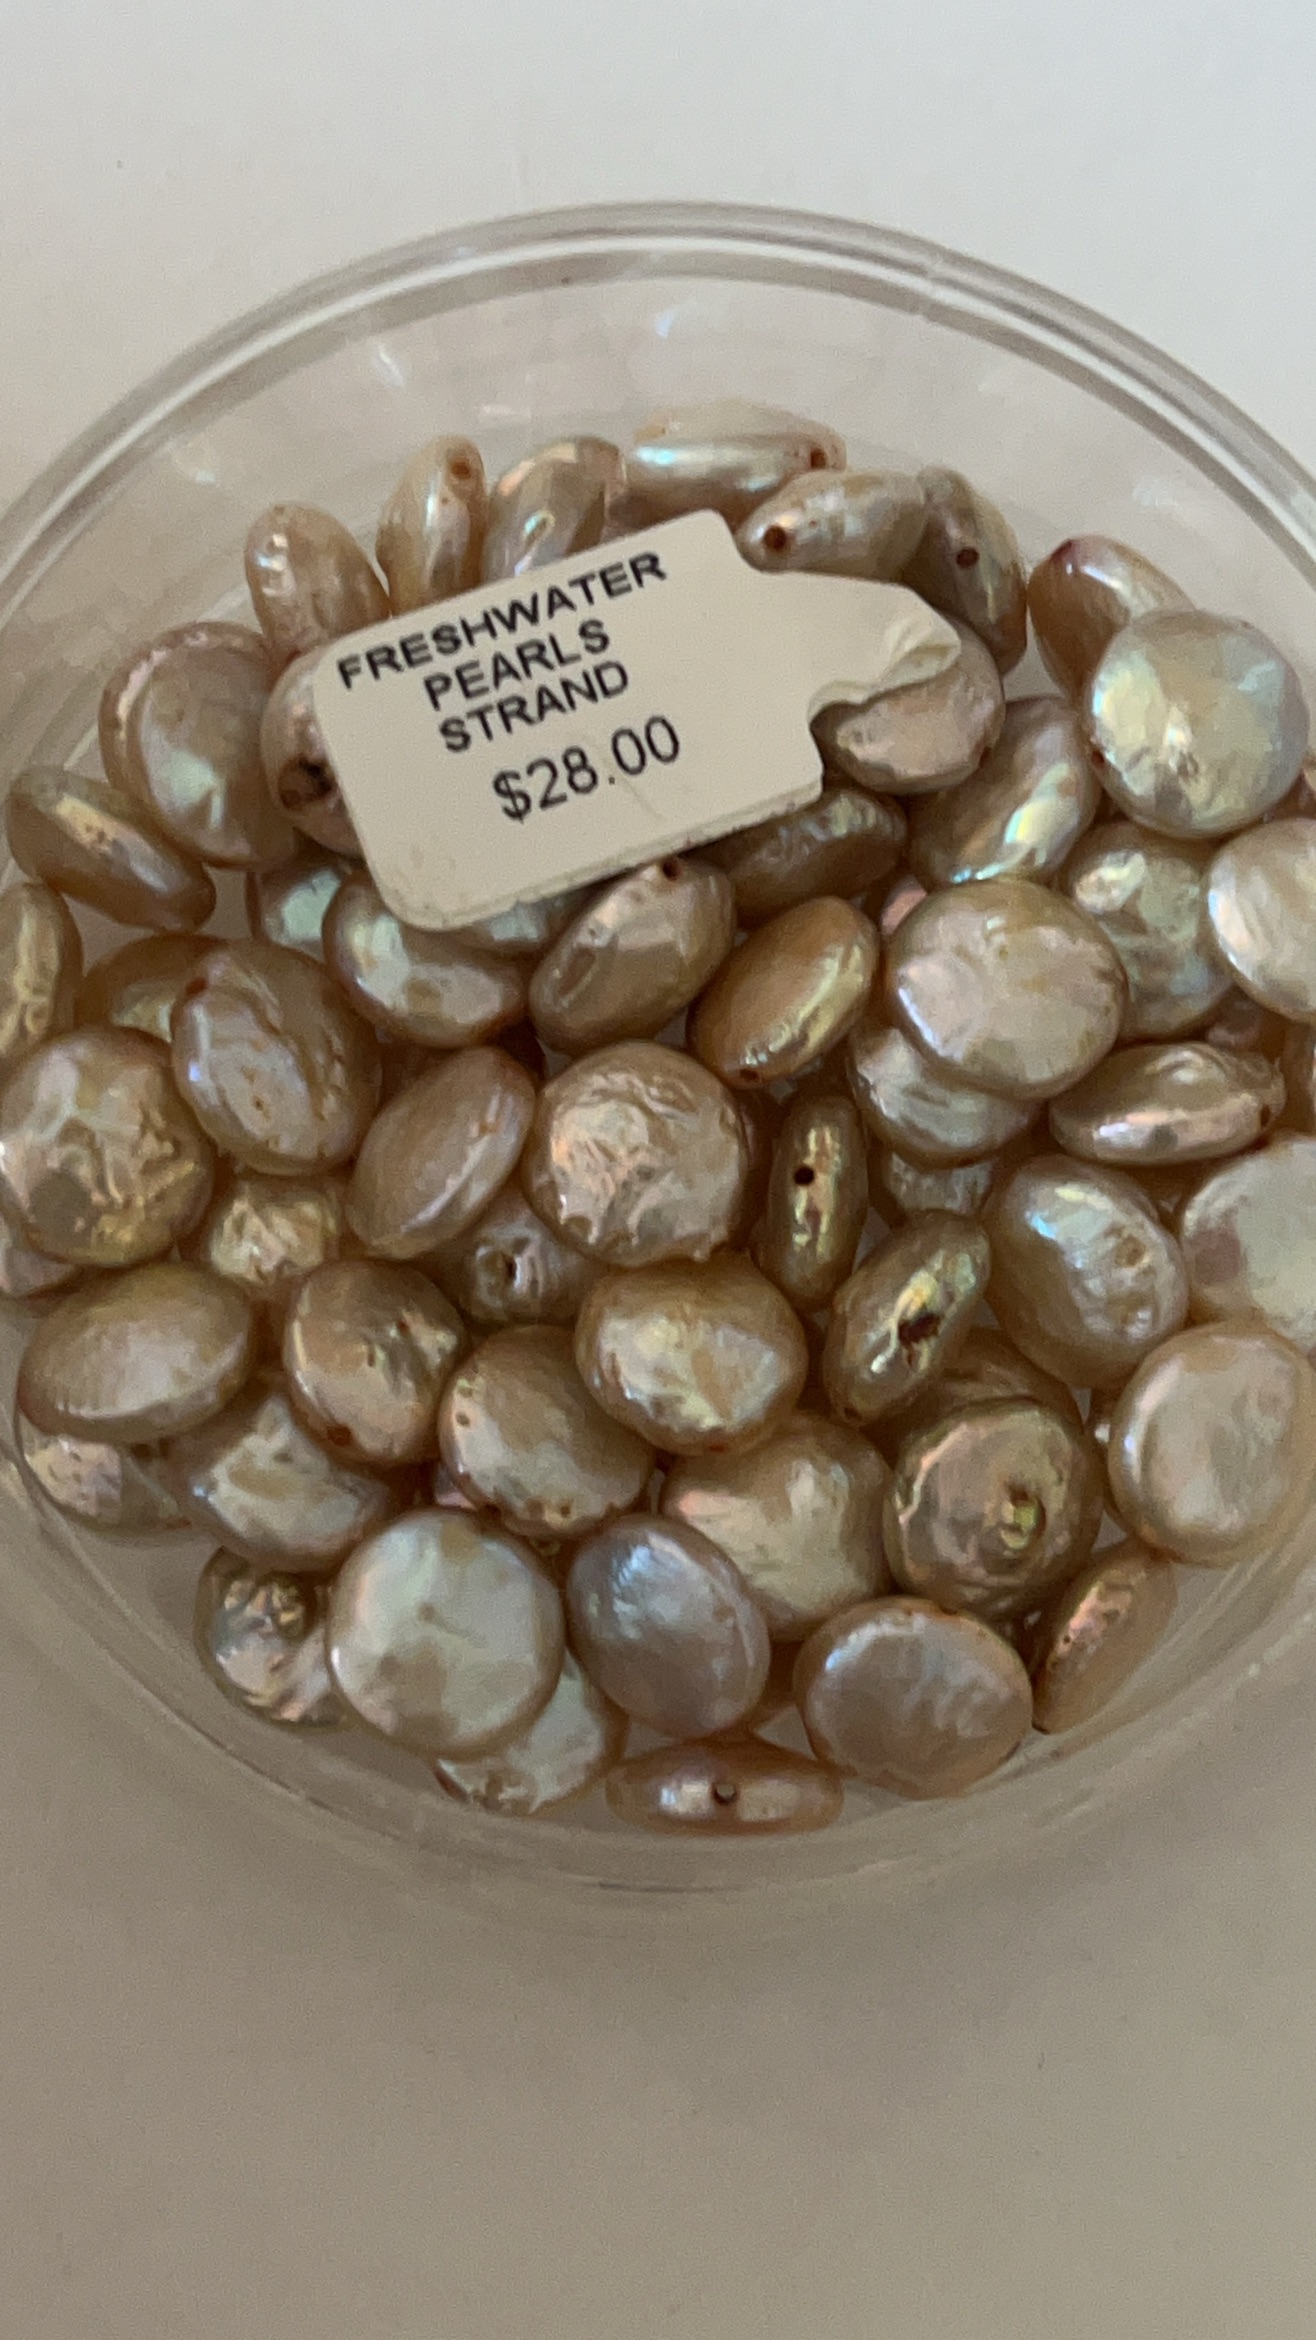 FRESHWATER
PEARLS
STRAND
$28.00